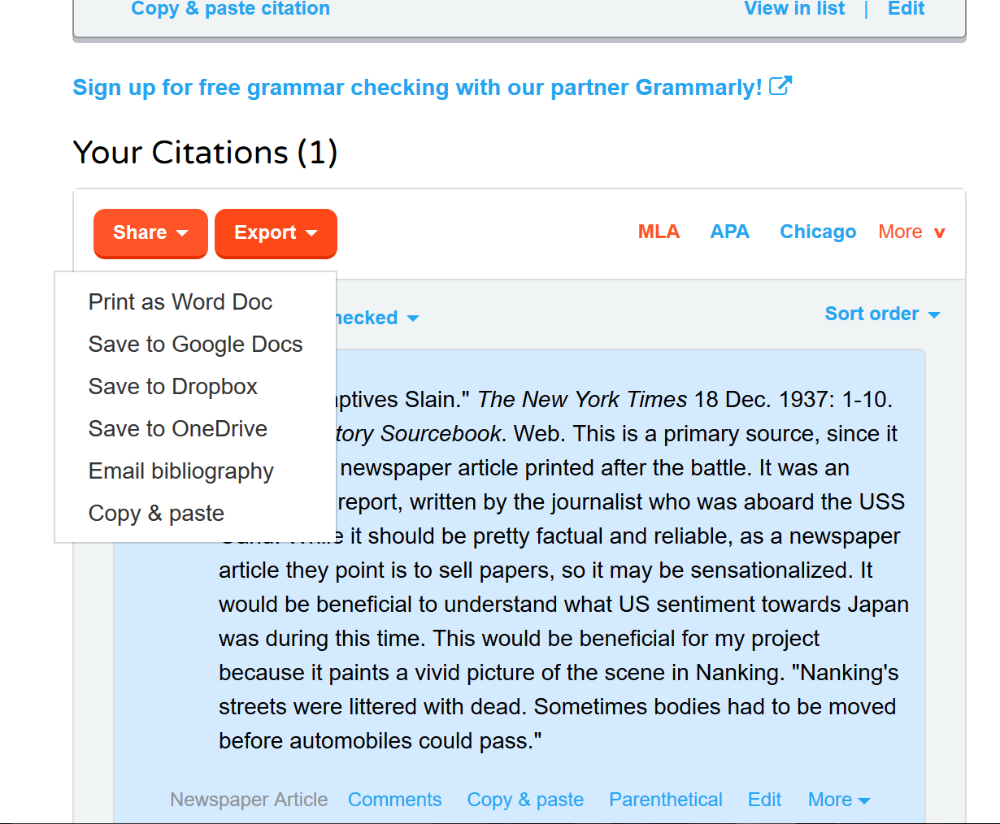 Copy & paste citation View in list | Edit
Sign up for free grammar checking with our partner Grammarly!
Your Citations (1)
Share Export MLA APA Chicago More v
Print as Word Doc
Save to Google Docs
Save to Dropbox
Save to OneDrive
Email bibliography
Copy & paste
hecked Sort order
ptives Slain." The New York Times 18 Dec. 1937: 1-10.
tory Sourcebook. Web. This is a primary source, since it
newspaper article printed after the battle. It was an
report, written by the journalist who was aboard the USS
it should be pretty factual and reliable, as a newspaper
article they point is to sell papers, so it may be sensationalized. It
would be beneficial to understand what US sentiment towards Japan
was during this time. This would be beneficial for my project
because it paints a vivid picture of the scene in Nanking. "Nanking's
streets were littered with dead. Sometimes bodies had to be moved
before automobiles could pass."
Newspaper Article Comments Copy & paste Parenthetical Edit More